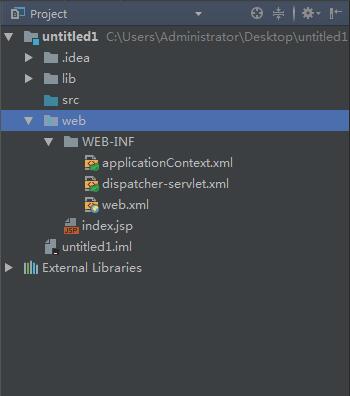 Project
untitled1 C:\Users\Administrator\Desktop\untitled1
.idea
lib
src
web
WEB-INF
applicationContext.xml
dispatcher-servlet.xml
web.xml
JSP index.jsp
untitled1.iml
External Libraries